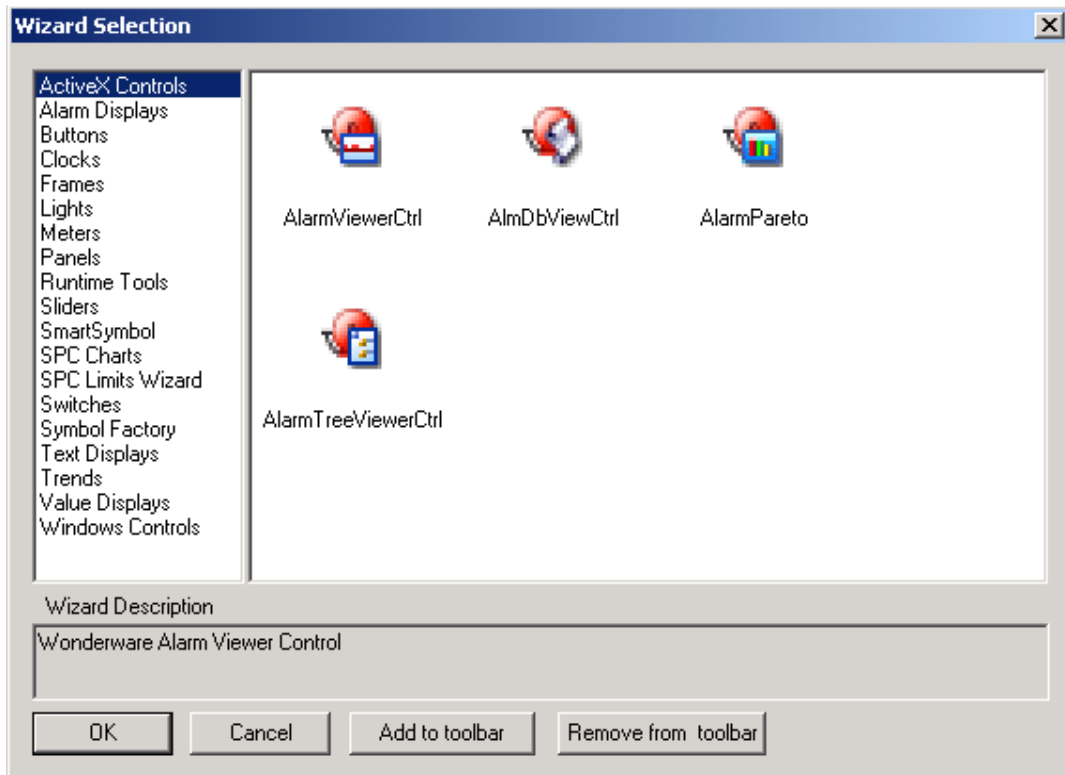 Wizard Selection
ActiveX Controls
Alarm Displays
Buttons
Clocks
Frames
Lights
Meters
Panels
Runtime Tools
Sliders
SmartSymbol
SPC Charts
SPC Limits Wizard
Switches
Symbol Factory
Text Displays
Trends
Value Displays
Windows Controls
AlarmViewerCtrl AlmDbViewCtrl AlarmPareto
AlarmTreeViewerCtrl
Wizard Description
Wonderware Alarm Viewer Control
OK Cancel Add to toolbar Remove from toolbar